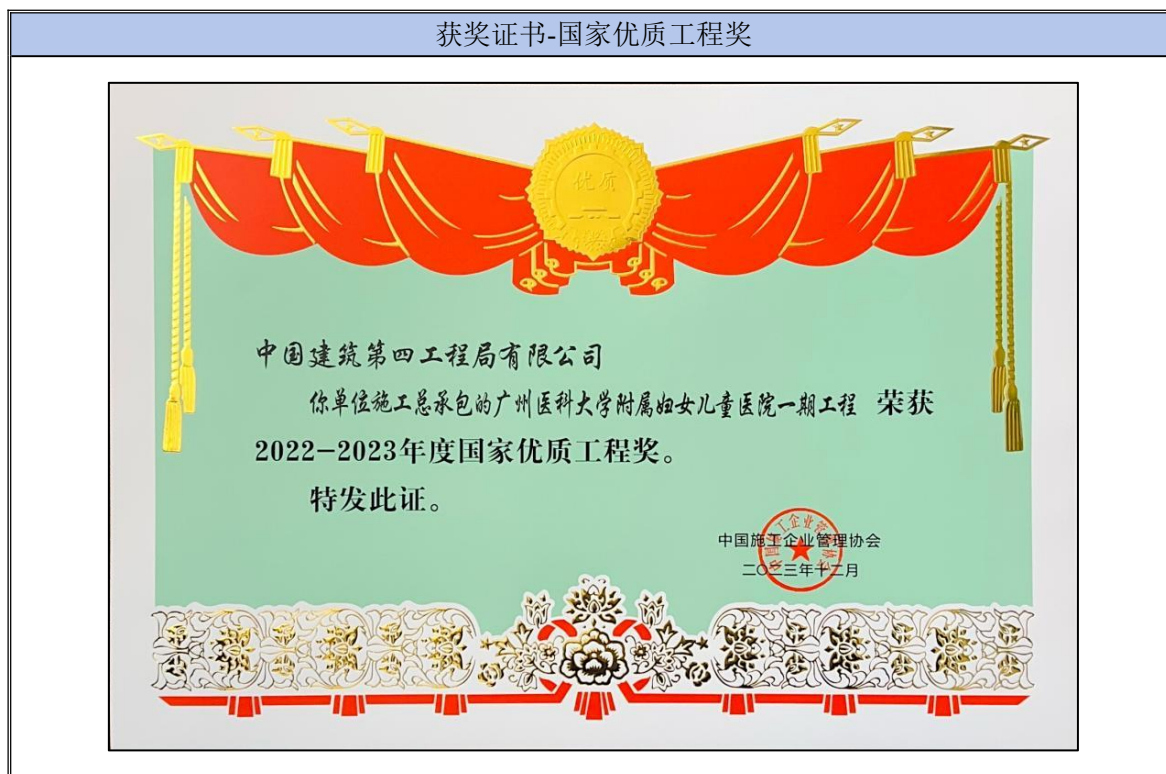 获奖证书-国家优质工程奖
优质
中国建筑第四工程局有限公司
你单位施工总承包的广州医科大学附属妇女儿童医院一期工程 荣获
2022-2023年度国家优质工程奖。
特发此证。
中国施工企业管理协会
二〇二三年十二月